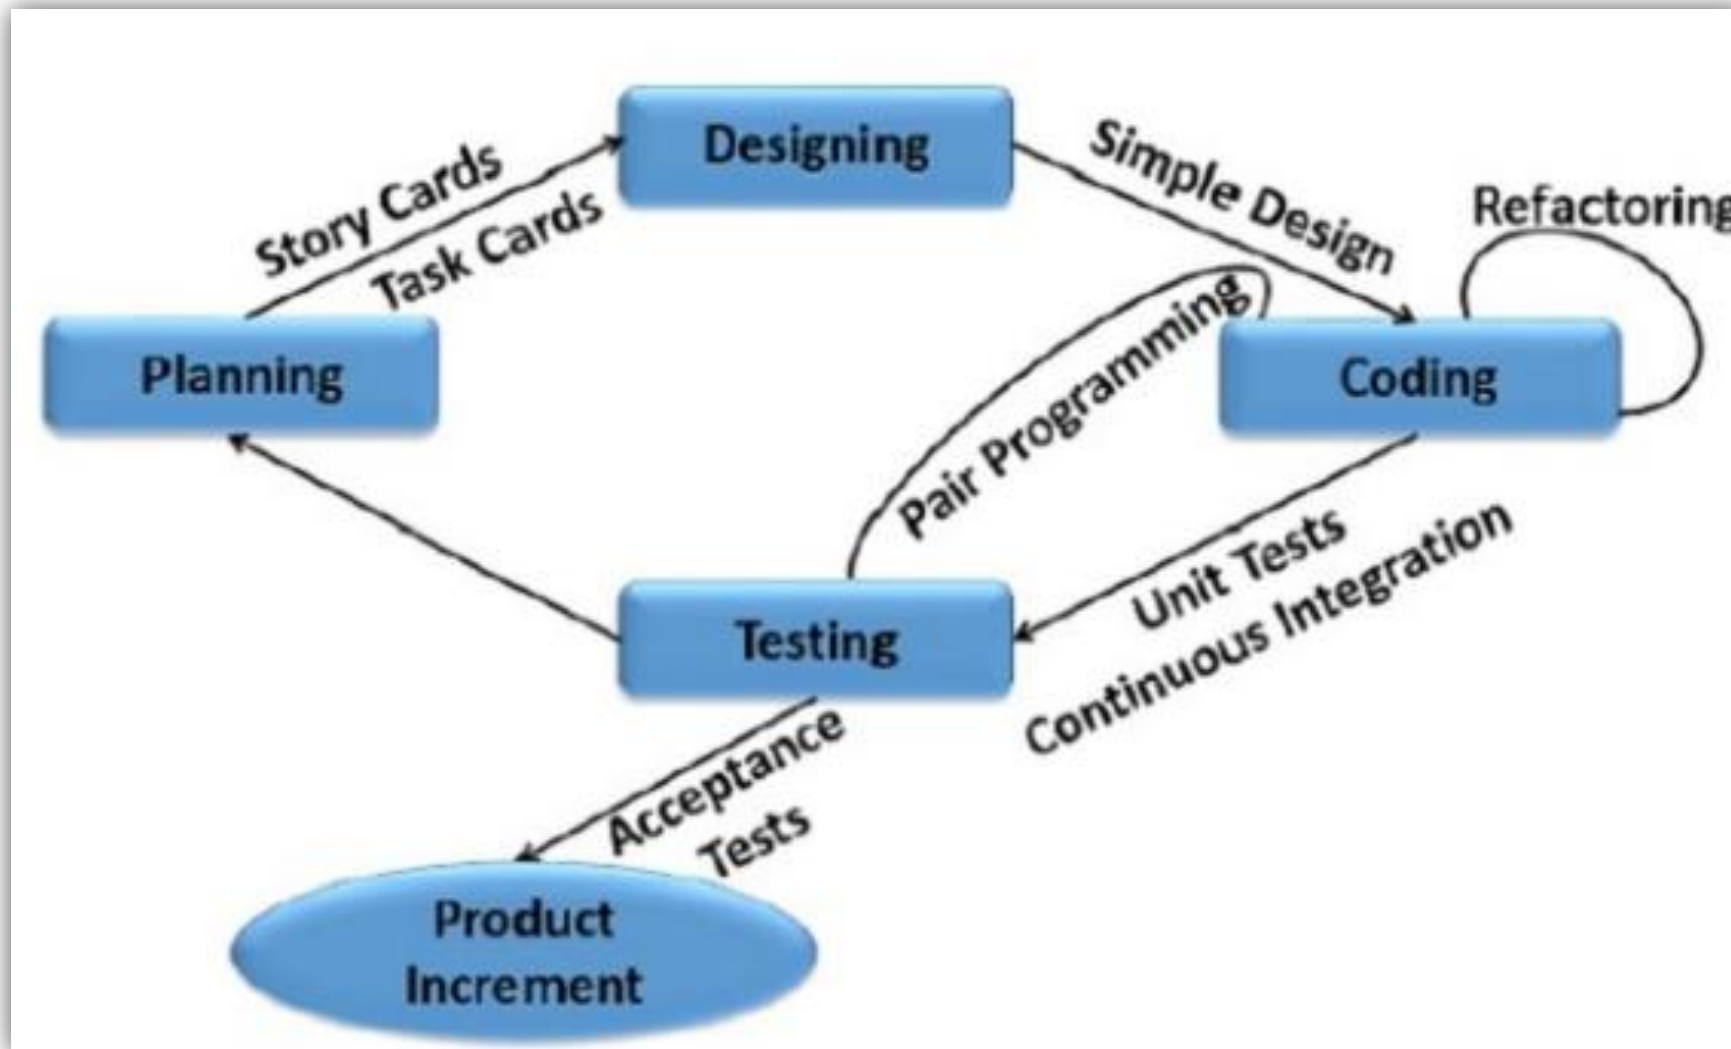 Designing
Simple Design
Refactoring
Story Cards
Task Cards
Planning
Pair Programming
Coding
Unit Tests
Continuous Integration
Testing
Acceptance
Tests
Product
Increment